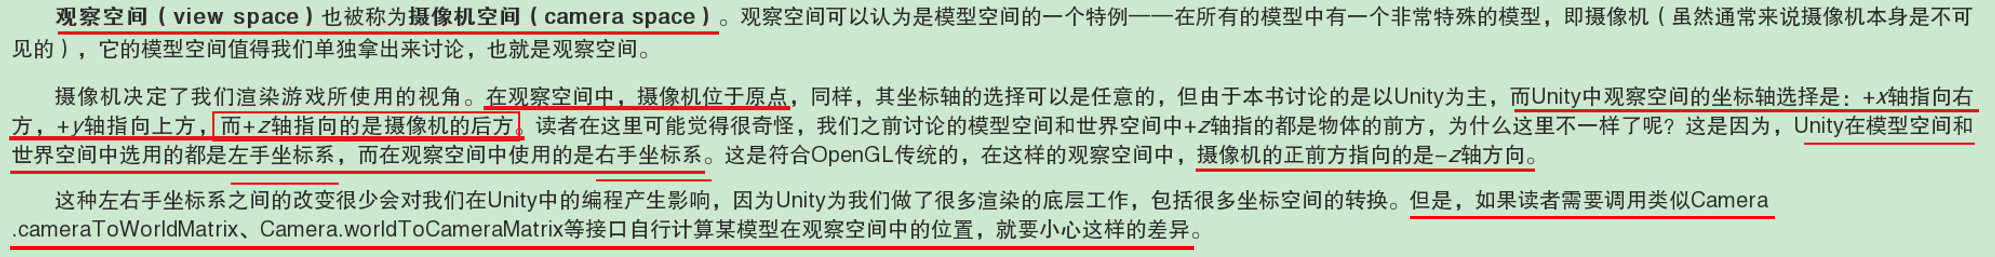 观察空间（view space）也被称为摄像机空间（camera space）。观察空间可以认为是模型空间的一个特例——在所有的模型中有一个非常特殊的模型，即摄像机（虽然通常来说摄像机本身是不可
见的），它的模型空间值得我们单独拿出来讨论，也就是观察空间。
摄像机决定了我们渲染游戏所使用的视角。在观察空间中，摄像机位于原点，同样，其坐标轴的选择可以是任意的，但由于本书讨论的是以Unity为主，而Unity中观察空间的坐标轴选择是：+x轴指向右
方，+y轴指向上方，而+z轴指向的是摄像机的后方。读者在这里可能觉得很奇怪，我们之前讨论的模型空间和世界空间中+z轴指的都是物体的前方，为什么这里不一样了呢？这是因为，Unity在模型空间和
世界空间中选用的都是左手坐标系，而在观察空间中使用的是右手坐标系。这是符合OpenGL传统的，在这样的观察空间中，摄像机的正前方指向的是−z轴方向。
这种左右手坐标系之间的改变很少会对我们在Unity中的编程产生影响，因为Unity为我们做了很多渲染的底层工作，包括很多坐标空间的转换。但是，如果读者需要调用类似Camera
.cameraToWorldMatrix、Camera.worldToCameraMatrix等接口自行计算某模型在观察空间中的位置，就要小心这样的差异。